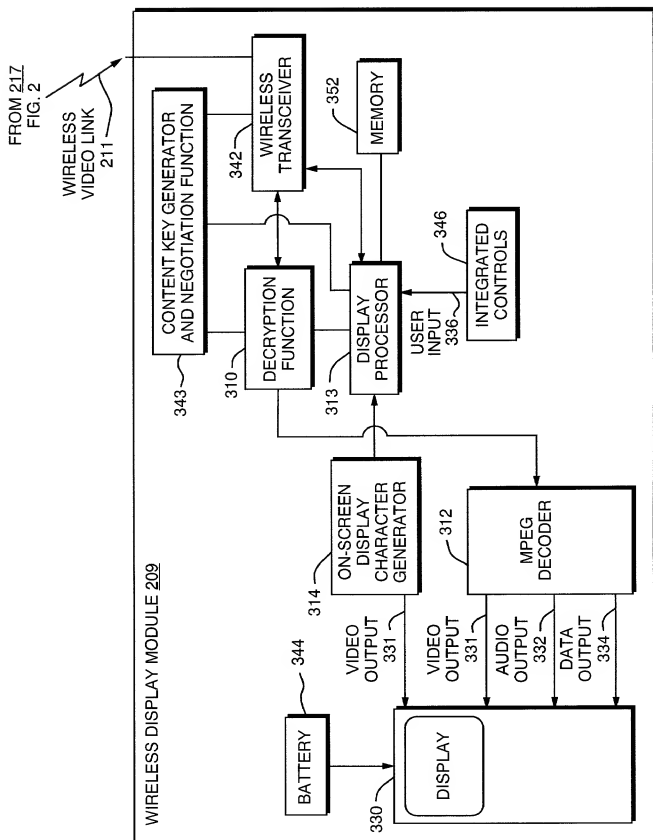 FROM 217
FIG. 2
WIRELESS
VIDEO LINK
211
WIRELESS DISPLAY MODULE 209
CONTENT KEY GENERATOR
AND NEGOTIATION FUNCTION
343
WIRELESS
TRANSCEIVER
342
DECRYPTION
FUNCTION
310
MEMORY
352
DISPLAY
PROCESSOR
313
USER
INPUT
336
INTEGRATED
CONTROLS
346
ON-SCREEN
DISPLAY
CHARACTER
GENERATOR
314
MPEG
DECODER
312
VIDEO
OUTPUT
331
VIDEO
OUTPUT
331
AUDIO
OUTPUT
332
DATA
OUTPUT
334
BATTERY
344
DISPLAY
330